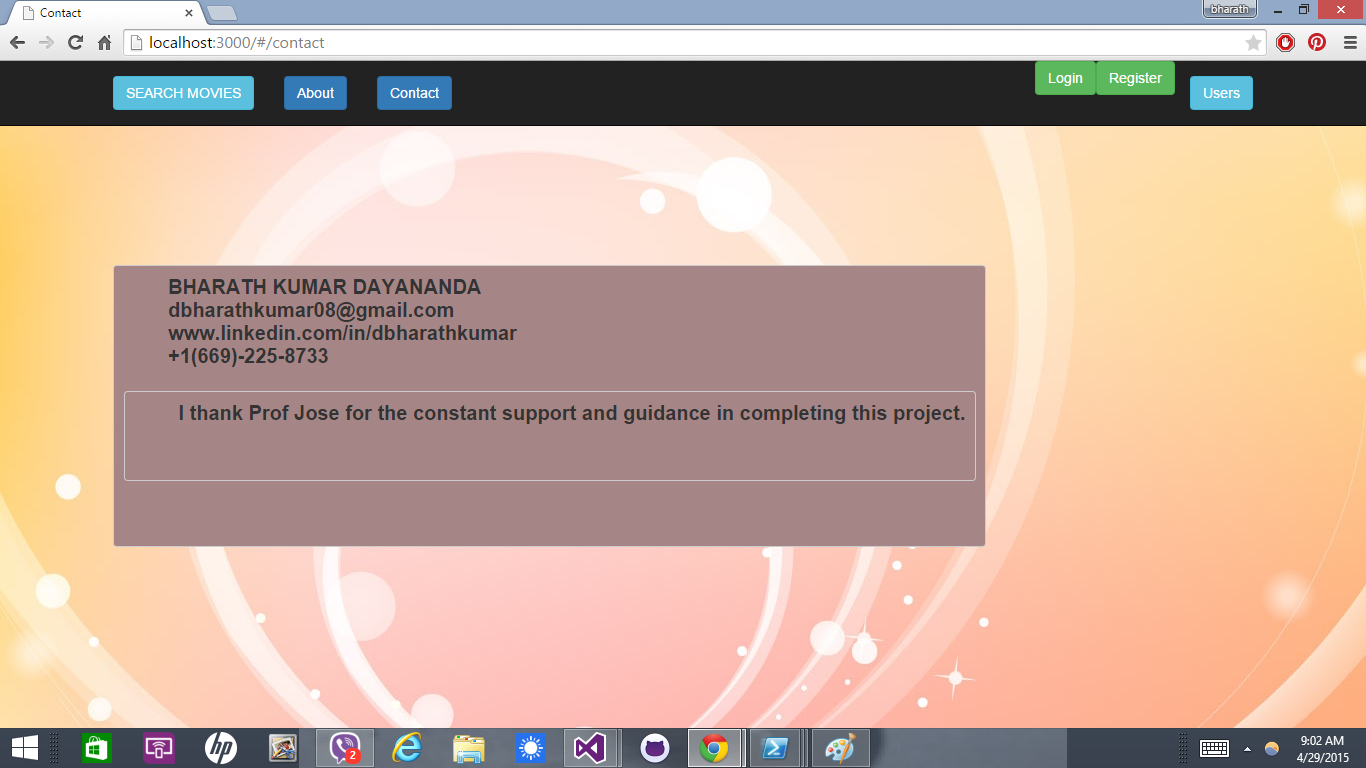 Contact
bharath
localhost:3000/#/contact
SEARCH MOVIES
About
Contact
Login
Register
Users
BHARATH KUMAR DAYANANDA
dbharathkumar08@gmail.com
www.linkedin.com/in/dbharathkumar
+1(669)-225-8733
I thank Prof Jose for the constant support and guidance in completing this project.
hp
2
9:02 AM
4/29/2015